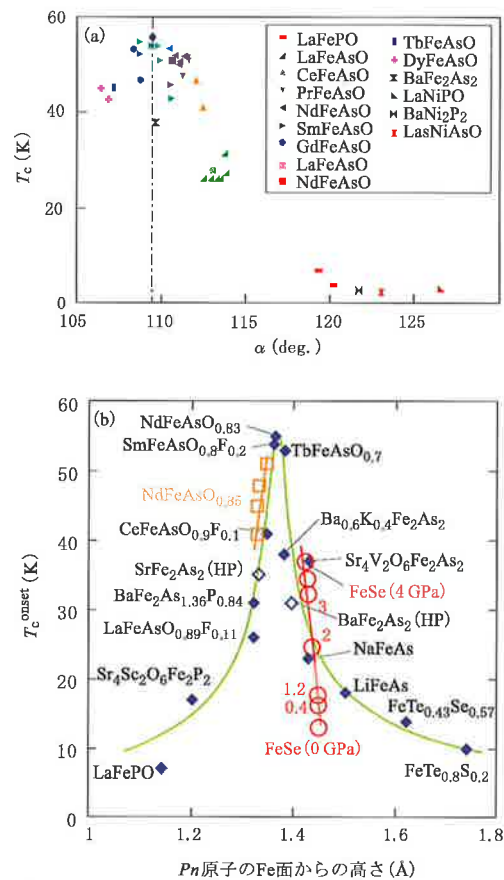 (a)
60
40
20
0
105
110
115
120
125
Tc (K)
α (deg.)
LaFePO
LaFeAsO
CeFeAsO
PrFeAsO
NdFeAsO
SmFeAsO
GdFeAsO
LaFeAsO
NdFeAsO
TbFeAsO
DyFeAsO
BaFe2As2
LaNiPO
BaNi2P2
LasNiAsO
(b)
60
50
40
30
20
10
0
Tc onset (K)
NdFeAsO0.83
SmFeAsO0.8F0.2
TbFeAsO0.7
NdFeAsO0.85
CeFeAsO0.9F0.1
Ba0.6K0.4Fe2As2
SrFe2As2 (HP)
Sr4V2O6Fe2As2
FeSe (4 GPa)
BaFe2As1.36P0.84
3
BaFe2As2 (HP)
LaFeAsO0.89F0.11
2
NaFeAs
Sr4Sc2O6Fe2P2
1.2
LiFeAs
0.4
FeTe0.43Se0.57
FeSe (0 GPa)
LaFePO
FeTe0.8S0.2
1
1.2
1.4
1.6
1.8
Pn原子のFe面からの高さ (Å)